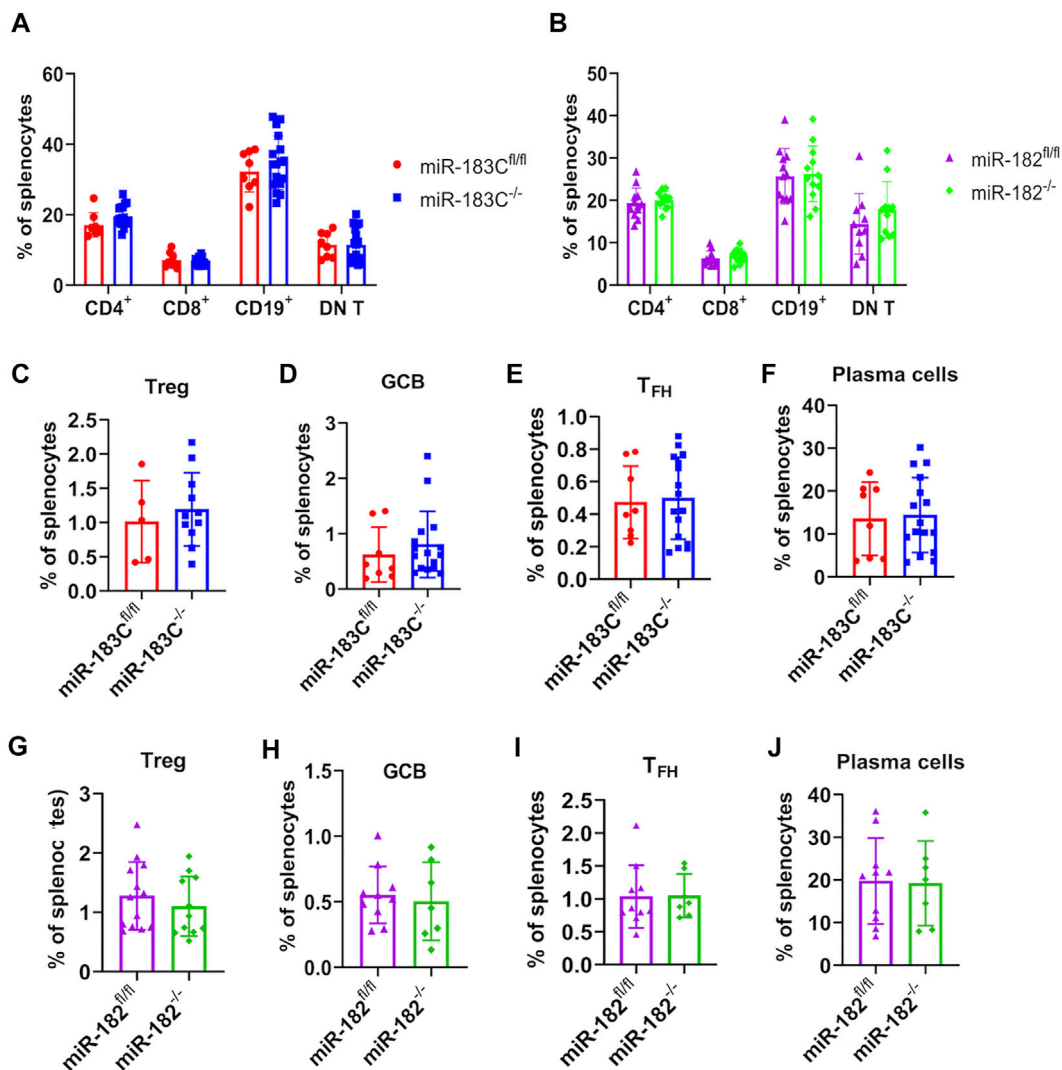 A
% of splenocytes
60
40
20
0
CD4+ CD8+ CD19+ DN T
miR-183Cfl/fl
miR-183C-/-
B
% of splenocytes
50
40
30
20
10
0
CD4+ CD8+ CD19+ DN T
miR-182fl/fl
miR-182-/-
C
Treg
% of splenocytes
2.5
2.0
1.5
1.0
0.5
0.0
miR-183Cfl/fl
miR-183C-/-
D
GCB
% of splenocytes
3
2
1
0
miR-183Cfl/fl
miR-183C-/-
E
TFH
% of splenocytes
1.0
0.8
0.6
0.4
0.2
0.0
miR-183Cfl/fl
miR-183C-/-
F
Plasma cells
% of splenocytes
40
30
20
10
0
miR-183Cfl/fl
miR-183C-/-
G
Treg
% of splenoc tes)
3
2
1
0
miR-182fl/fl
miR-182-/-
H
GCB
% of splenocytes
1.5
1.0
0.5
0.0
miR-182fl/fl
miR-182-/-
I
TFH
% of splenocytes
2.5
2.0
1.5
1.0
0.5
0.0
miR-182fl/fl
miR-182-/-
J
Plasma cells
% of splenocytes
40
30
20
10
0
miR-182fl/fl
miR-182-/-